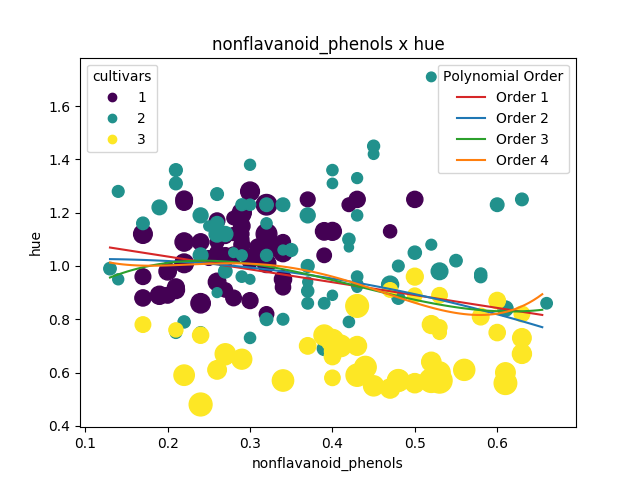 nonflavanoid_phenols x hue
cultivars
1
2
3
Polynomial Order
Order 1
Order 2
Order 3
Order 4
hue
1.6
1.4
1.2
1.0
0.8
0.6
0.4
0.1 0.2 0.3 0.4 0.5 0.6
nonflavanoid_phenols